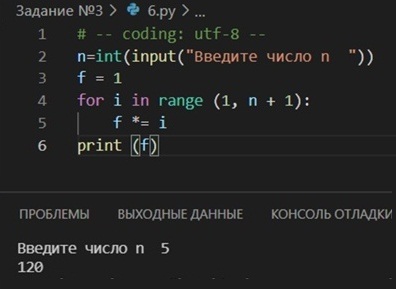 Задание №3 > 6.py > ...
1 # -- coding: utf-8 --
2 n=int(input("Введите число n  "))
3 f = 1
4 for i in range (1, n + 1):
5     f *= i
6 print (f)
ПРОБЛЕМЫ ВЫХОДНЫЕ ДАННЫЕ КОНСОЛЬ ОТЛАДКИ
Введите число n  5
120